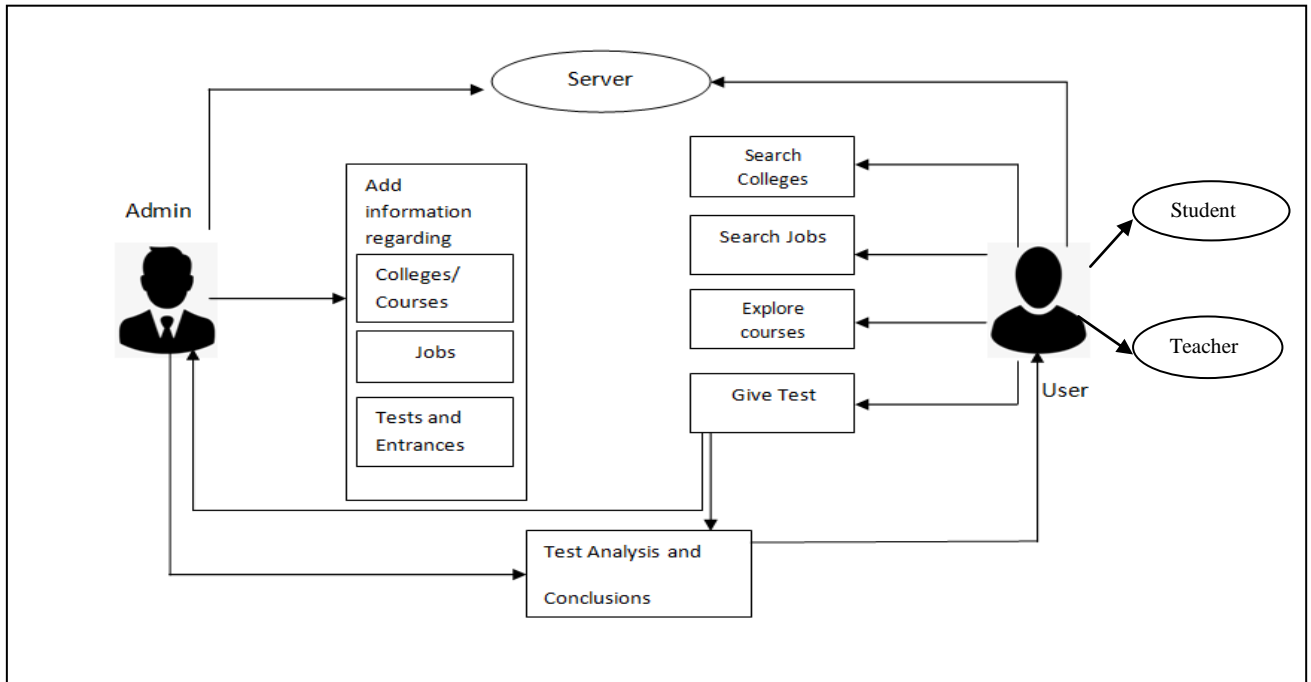 Server
Search
Colleges
Add
information
regarding
Admin
Student
Search Jobs
Colleges/
Courses
Explore
courses
Jobs
Teacher
Give Test
User
Tests and
Entrances
Test Analysis and
Conclusions